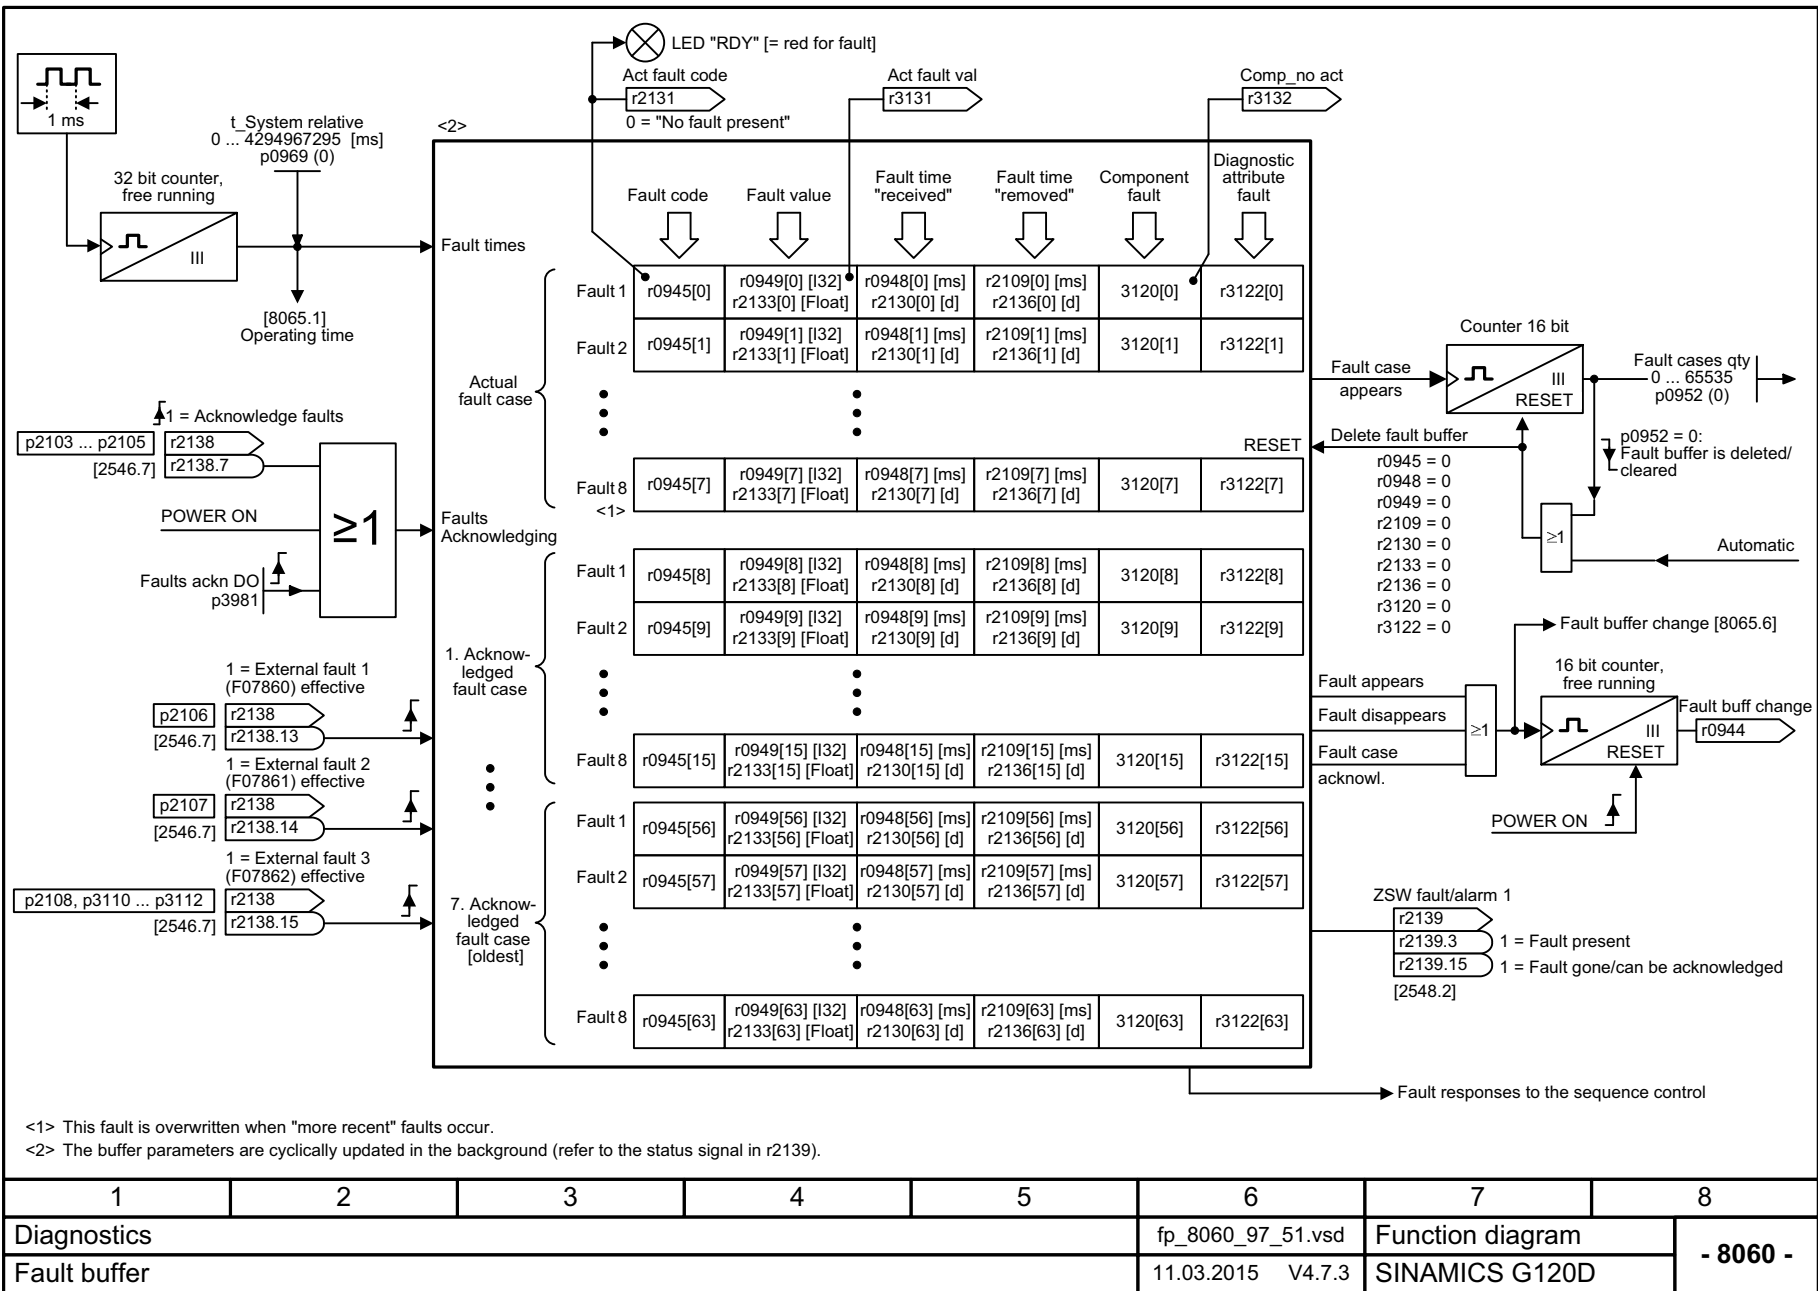 LED "RDY" [= red for fault]
Act fault code
r2131
0 = "No fault present"
Act fault val
r3131
Comp_no act
r3132
1 ms
t_System relative
0 ... 4294967295 [ms]
p0969 (0)
<2>
32 bit counter,
free running
III
[8065.1]
Operating time
Fault times
Fault code
Fault value
Fault time
"received"
Fault time
"removed"
Component
fault
Diagnostic
attribute
fault
Actual
fault case
Fault 1
r0945[0]
r0949[0] [I32]
r2133[0] [Float]
r0948[0] [ms]
r2130[0] [d]
r2109[0] [ms]
r2136[0] [d]
3120[0]
r3122[0]
Fault 2
r0945[1]
r0949[1] [I32]
r2133[1] [Float]
r0948[1] [ms]
r2130[1] [d]
r2109[1] [ms]
r2136[1] [d]
3120[1]
r3122[1]
Fault 8
<1>
r0945[7]
r0949[7] [I32]
r2133[7] [Float]
r0948[7] [ms]
r2130[7] [d]
r2109[7] [ms]
r2136[7] [d]
3120[7]
r3122[7]
1 = Acknowledge faults
p2103 ... p2105
r2138
[2546.7]
r2138.7
POWER ON
≥1
Faults ackn DO
p3981
Faults
Acknowledging
1. Acknow-
ledged
fault case
Fault 1
r0945[8]
r0949[8] [I32]
r2133[8] [Float]
r0948[8] [ms]
r2130[8] [d]
r2109[8] [ms]
r2136[8] [d]
3120[8]
r3122[8]
Fault 2
r0945[9]
r0949[9] [I32]
r2133[9] [Float]
r0948[9] [ms]
r2130[9] [d]
r2109[9] [ms]
r2136[9] [d]
3120[9]
r3122[9]
Fault 8
r0945[15]
r0949[15] [I32]
r2133[15] [Float]
r0948[15] [ms]
r2130[15] [d]
r2109[15] [ms]
r2136[15] [d]
3120[15]
r3122[15]
1 = External fault 1
(F07860) effective
p2106
r2138
[2546.7]
r2138.13
1 = External fault 2
(F07861) effective
p2107
r2138
[2546.7]
r2138.14
1 = External fault 3
(F07862) effective
p2108, p3110 ... p3112
r2138
[2546.7]
r2138.15
7. Acknow-
ledged
fault case
[oldest]
Fault 1
r0945[56]
r0949[56] [I32]
r2133[56] [Float]
r0948[56] [ms]
r2130[56] [d]
r2109[56] [ms]
r2136[56] [d]
3120[56]
r3122[56]
Fault 2
r0945[57]
r0949[57] [I32]
r2133[57] [Float]
r0948[57] [ms]
r2130[57] [d]
r2109[57] [ms]
r2136[57] [d]
3120[57]
r3122[57]
Fault 8
r0945[63]
r0949[63] [I32]
r2133[63] [Float]
r0948[63] [ms]
r2130[63] [d]
r2109[63] [ms]
r2136[63] [d]
3120[63]
r3122[63]
Counter 16 bit
Fault case
appears
III
RESET
Fault cases qty
0 ... 65535
p0952 (0)
RESET
Delete fault buffer
r0945 = 0
r0948 = 0
r0949 = 0
r2109 = 0
r2130 = 0
r2133 = 0
r2136 = 0
r3120 = 0
r3122 = 0
p0952 = 0:
Fault buffer is deleted/
cleared
≥1
Automatic
Fault buffer change [8065.6]
16 bit counter,
free running
Fault appears
Fault disappears
Fault case
acknowl.
≥1
III
RESET
Fault buff change
r0944
POWER ON
ZSW fault/alarm 1
r2139
r2139.3
1 = Fault present
r2139.15
1 = Fault gone/can be acknowledged
[2548.2]
Fault responses to the sequence control
<1> This fault is overwritten when "more recent" faults occur.
<2> The buffer parameters are cyclically updated in the background (refer to the status signal in r2139).
1 2 3 4 5 6 7 8
Diagnostics
fp_8060_97_51.vsd
Function diagram
- 8060 -
Fault buffer
11.03.2015 V4.7.3
SINAMICS G120D